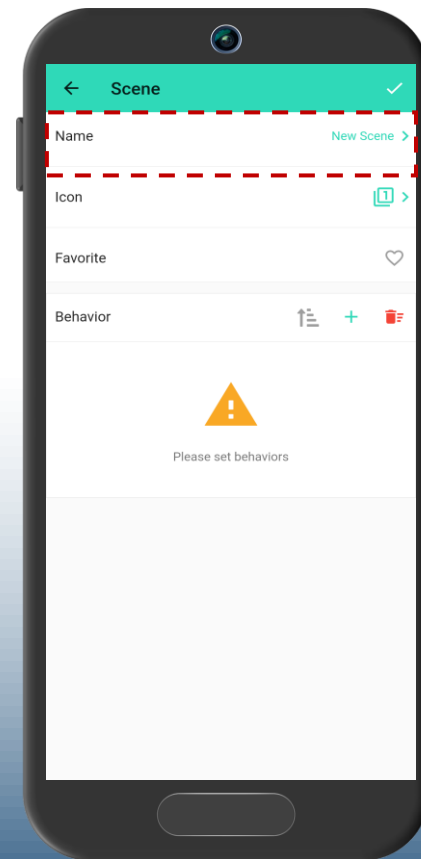 Scene
Name New Scene
Icon 1
Favorite
Behavior
Please set behaviors